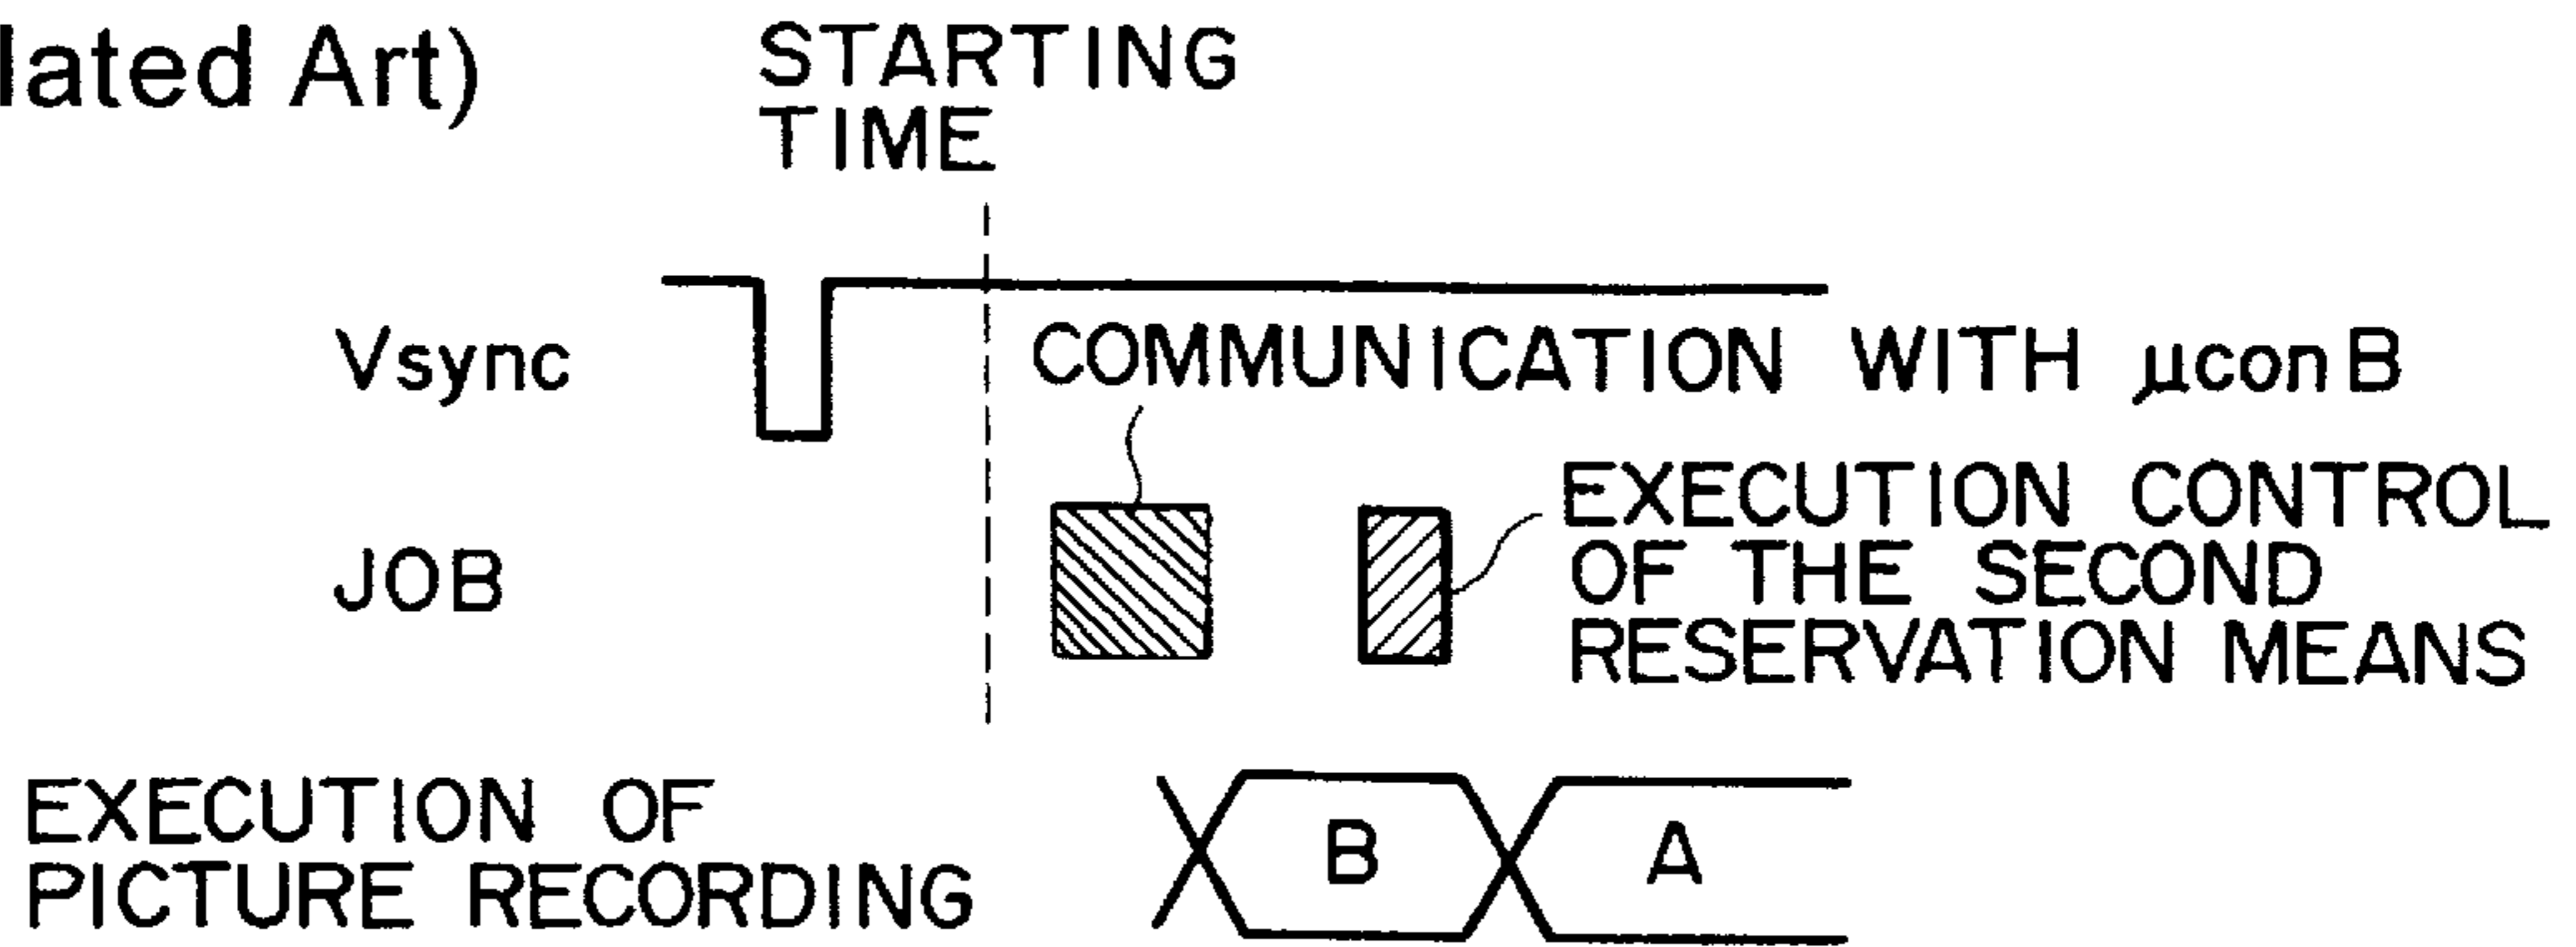 lated Art)
STARTING
TIME
Vsync
COMMUNICATION WITH μcon B
JOB
EXECUTION CONTROL
OF THE SECOND
RESERVATION MEANS
EXECUTION OF
PICTURE RECORDING
B
A